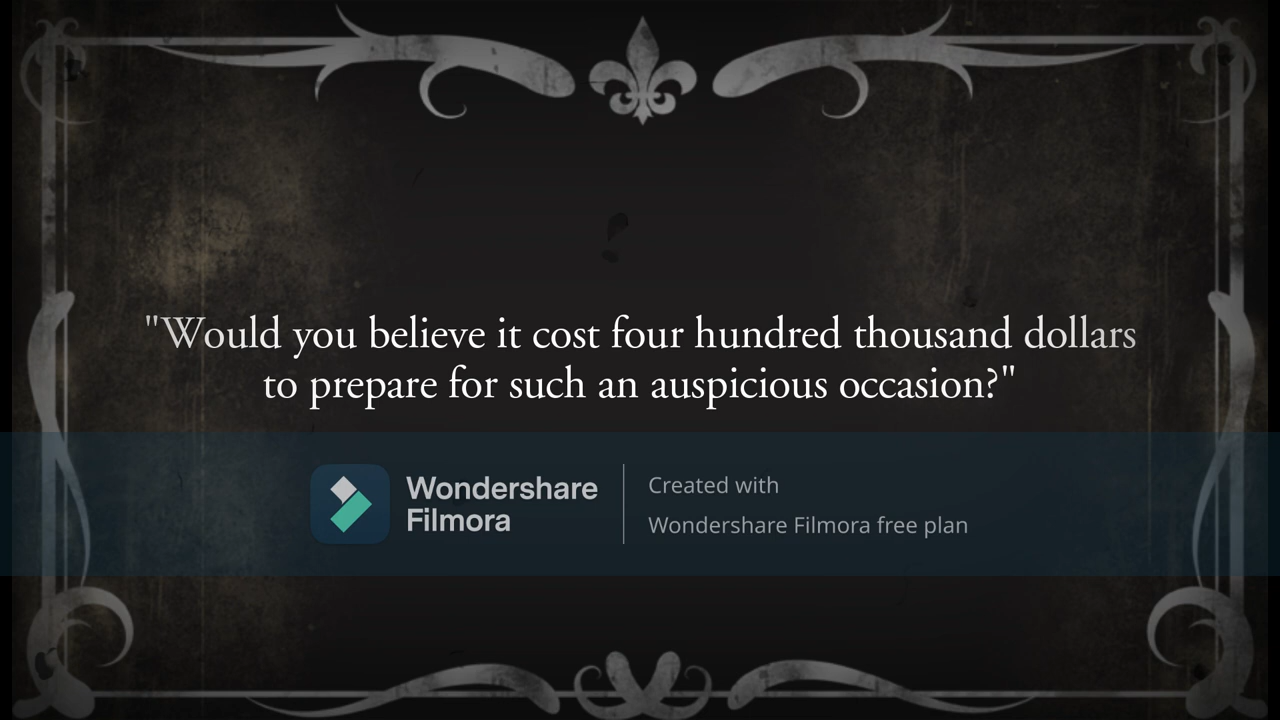 "Would you believe it cost four hundred thousand dollars
to prepare for such an auspicious occasion?"
Wondershare
Filmora
Created with
Wondershare Filmora free plan